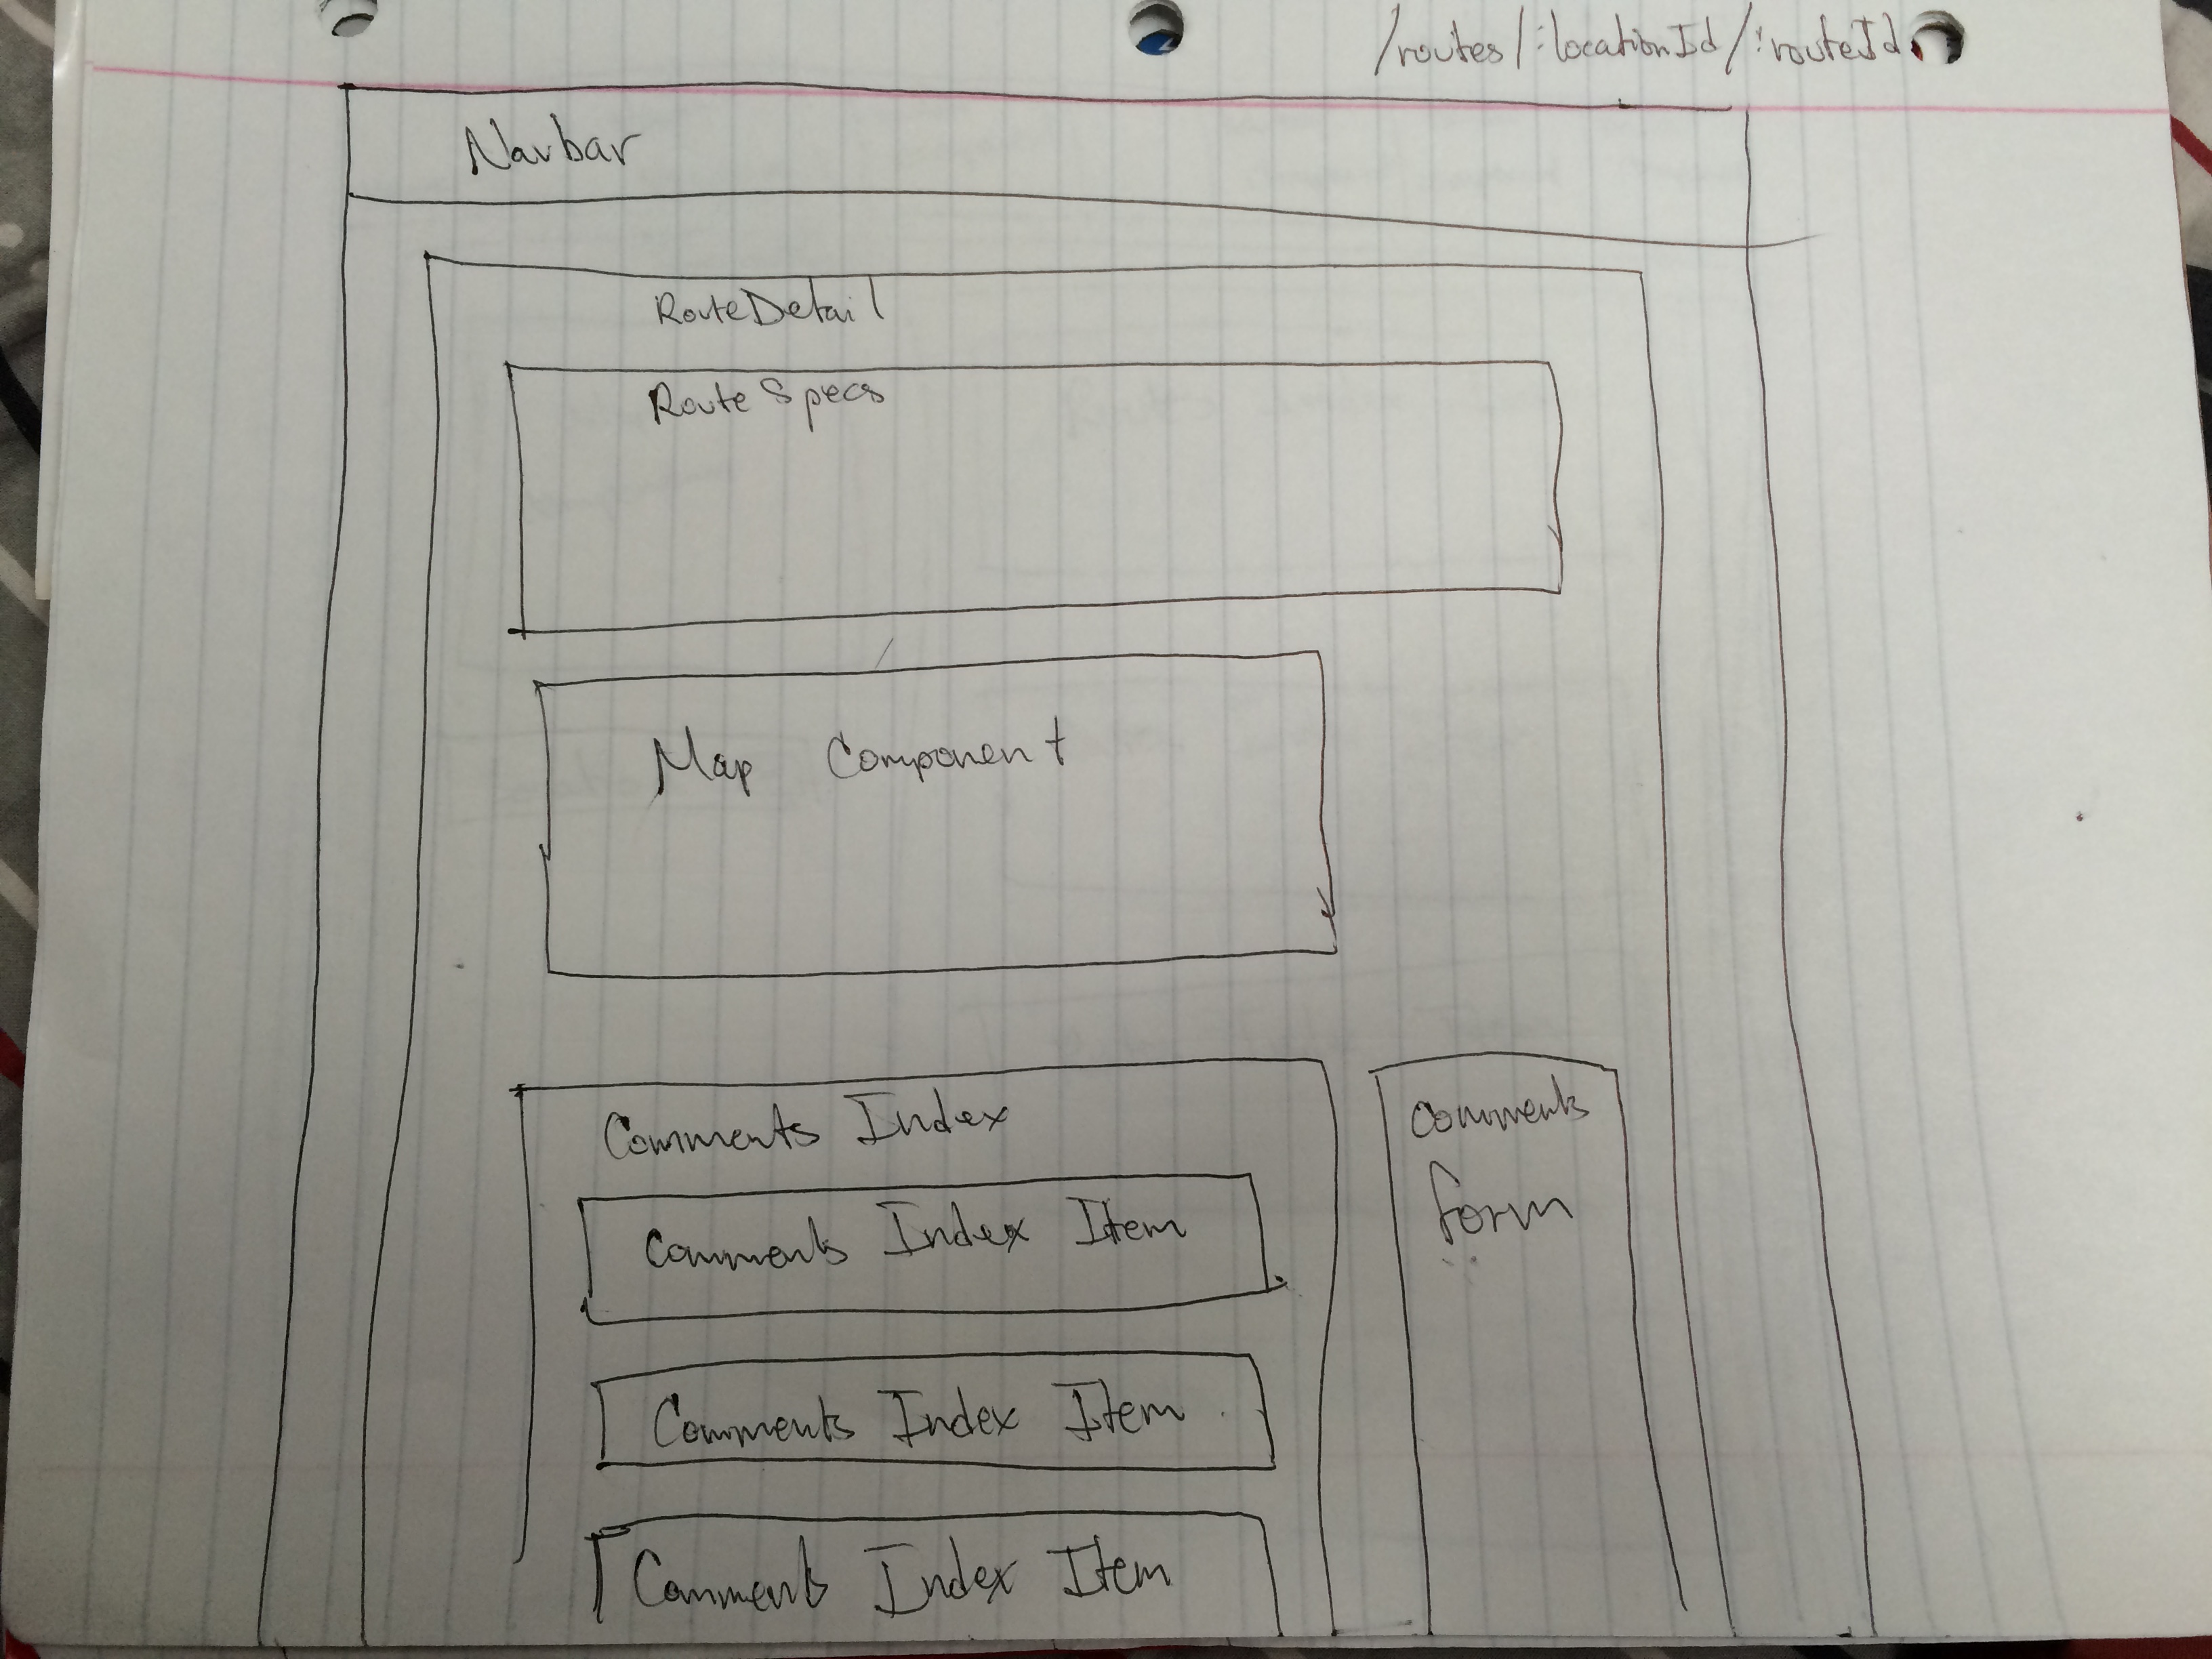 /routes/:locationId/:routeId
Navbar
RouteDetail
Route Specs
Map Component
Comments Index
Comments Index Item
Comments Index Item
Comments Index Item
Comments
form